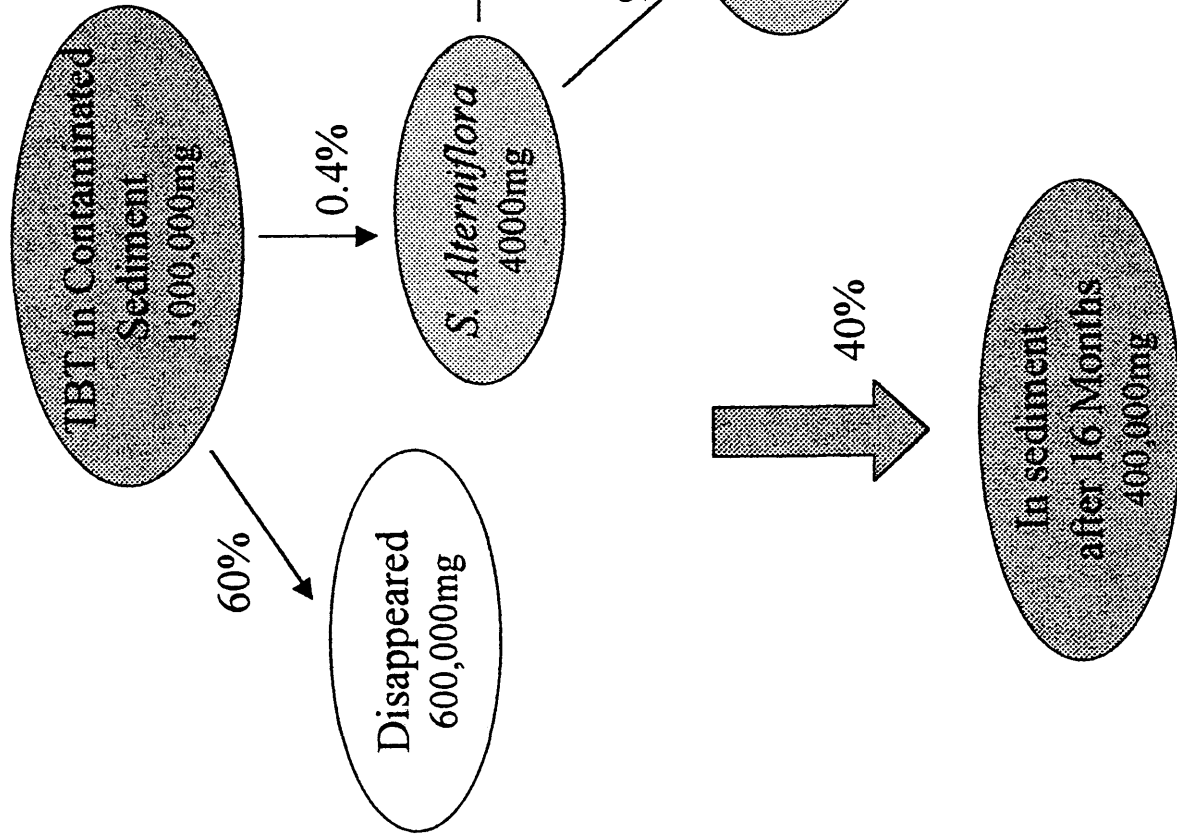 TBT in Contaminated
Sediment
1,000,000mg
60%
0.4%
Disappeared
600,000mg
S. Alterniflora
4000mg
40%
In sediment
after 16 Months
400,000mg